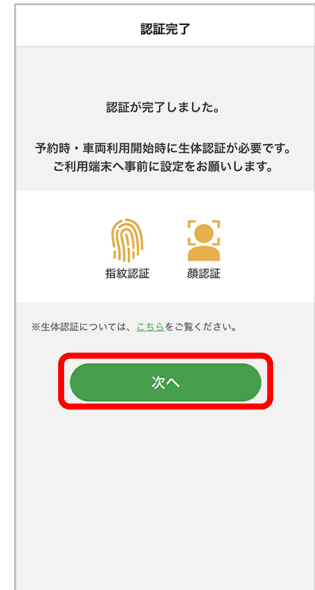 認証完了
認証が完了しました。
予約時・車両利用開始時に生体認証が必要です。
ご利用端末へ事前に設定をお願いします。
指紋認証 顔認証
※生体認証については、こちらをご覧ください。
次へ